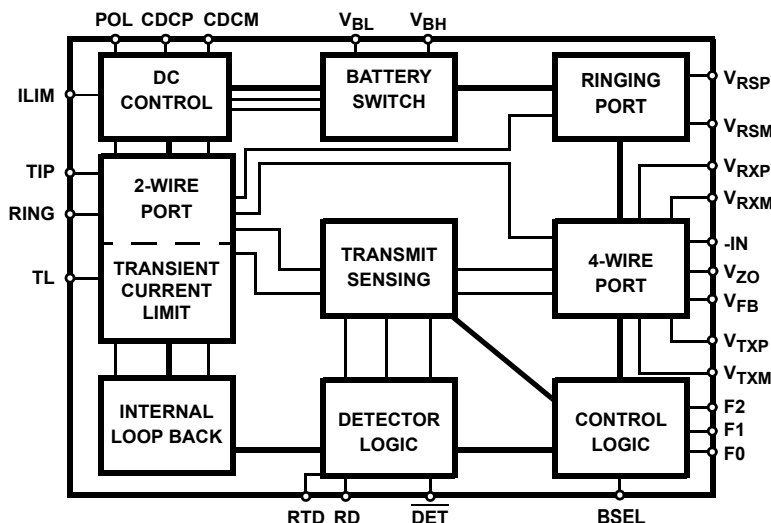 POL CDCP CDCM VBL VBH
DC CONTROL
BATTERY SWITCH
RINGING PORT
ILIM
VRSP
VRSM
TIP
RING
TL
2-WIRE PORT
TRANSIENT CURRENT LIMIT
TRANSMIT SENSING
4-WIRE PORT
VRXP
VRXM
-IN
VZO
VFB
VTXP
VTXM
INTERNAL LOOP BACK
DETECTOR LOGIC
CONTROL LOGIC
F2
F1
F0
RTD RD DET BSEL